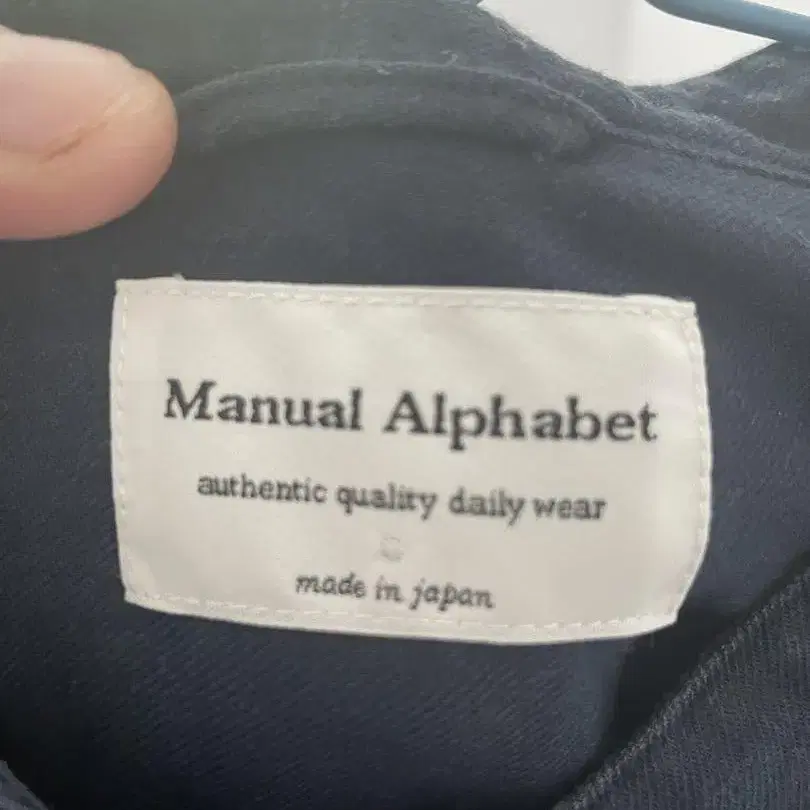 Manual Alphabet
authentic quality daily wear
made in japan